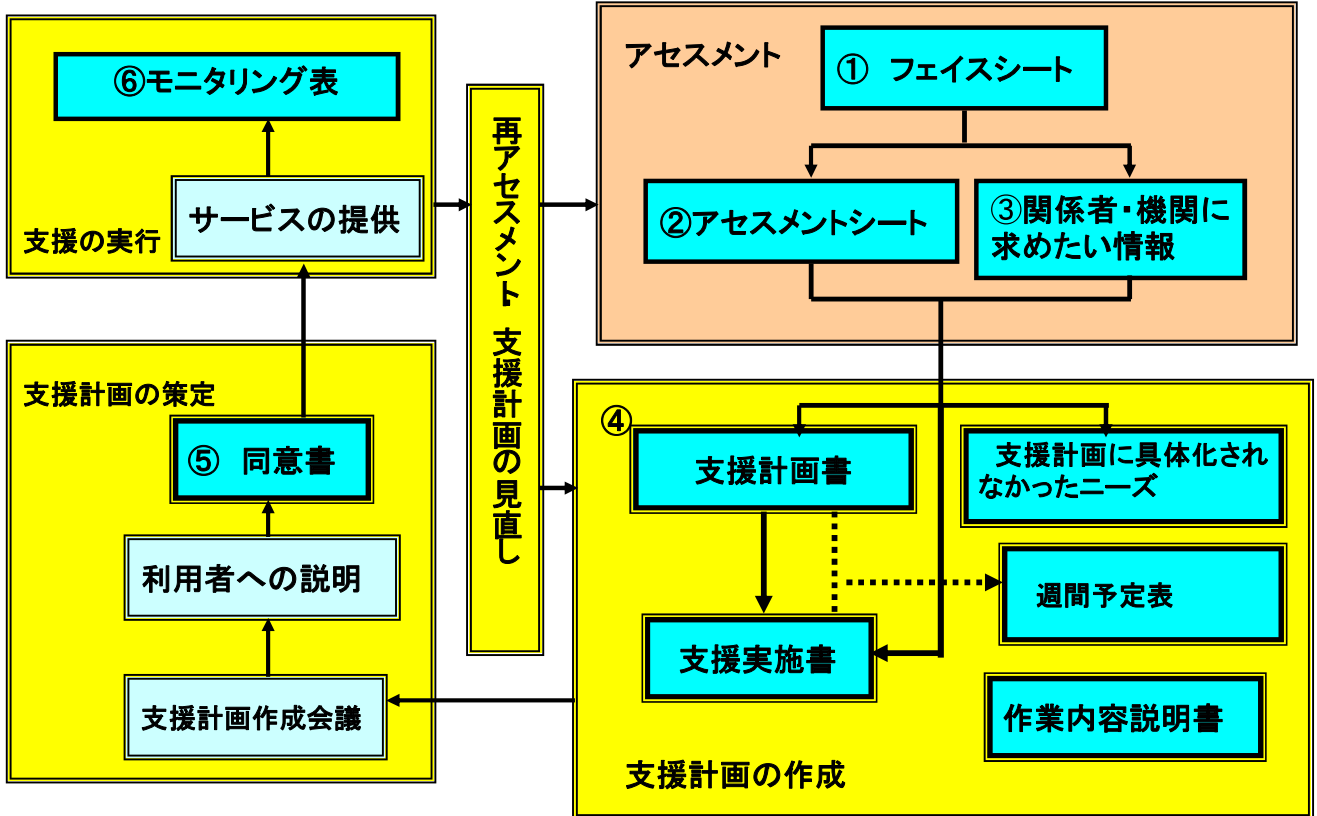 アセスメント
① フェイスシート
②アセスメントシート
③関係者・機関に
求めたい情報
④
支援計画書
支援計画に具体化され
なかったニーズ
週間予定表
支援実施書
作業内容説明書
支援計画の作成
支援計画の策定
⑤ 同意書
利用者への説明
支援計画作成会議
⑥モニタリング表
サービスの提供
支援の実行
再アセスメント・支援計画の見直し